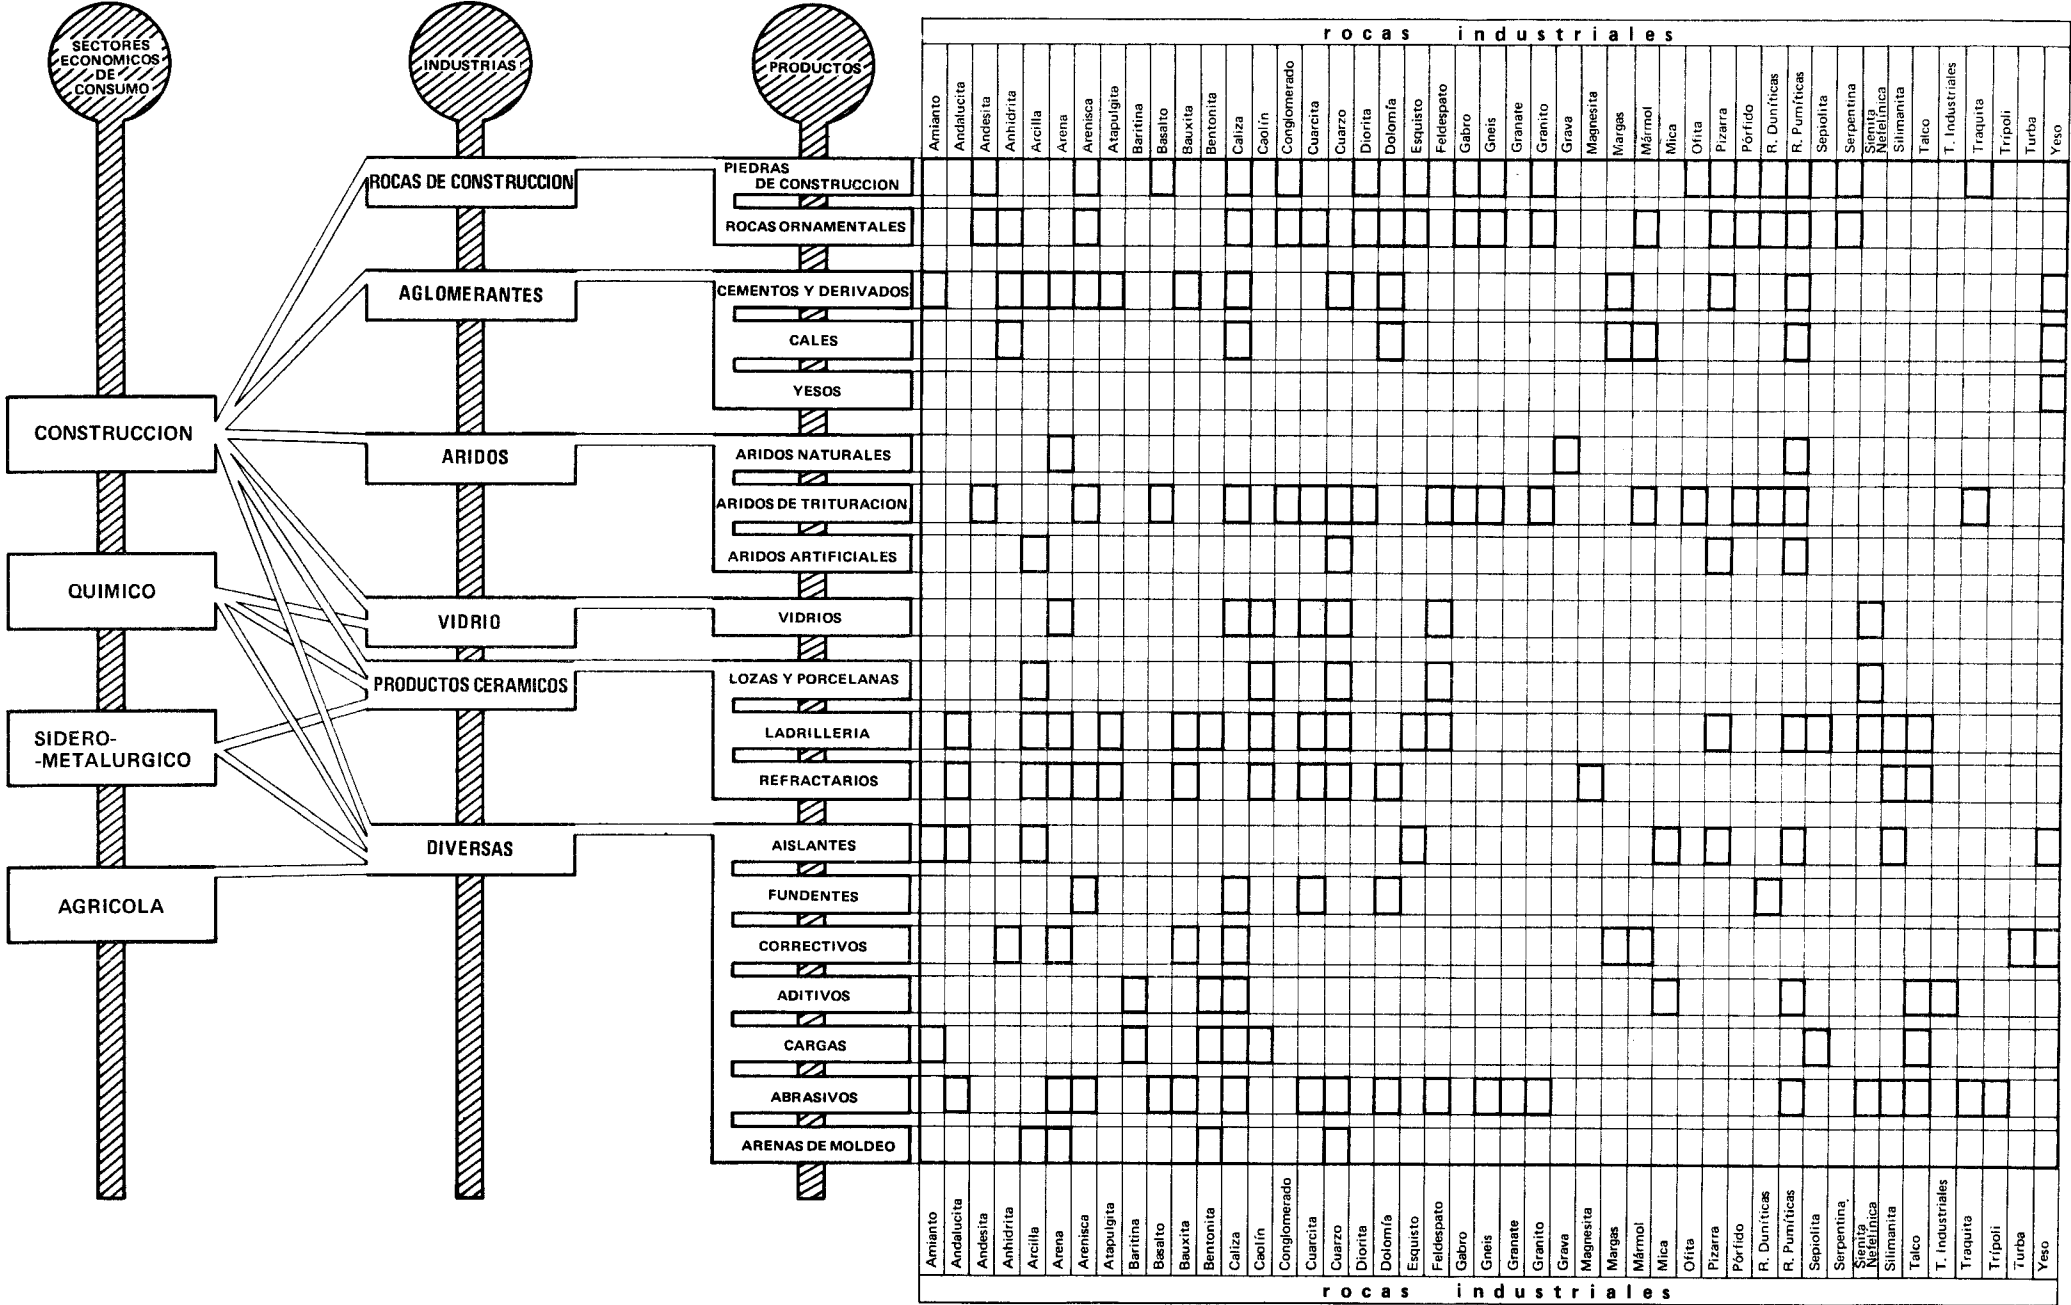 SECTORES
ECONOMICOS
DE
CONSUMO
INDUSTRIAS
PRODUCTOS
rocas industriales
Amianto
Andalucita
Andesita
Anhidrita
Arcilla
Arena
Arenisca
Atapulgita
Baritina
Basalto
Bauxita
Bentonita
Caliza
Caolín
Conglomerado
Cuarcita
Cuarzo
Diorita
Dolomía
Esquisto
Feldespato
Gabro
Gneis
Granate
Granito
Grava
Magnesita
Margas
Mármol
Mica
Ofita
Pizarra
Pórfido
R. Duníticas
R. Pumíticas
Sepiolita
Serpentina
Sienita
Nefelínica
Silimanita
Talco
T. Industriales
Traquita
Trípoli
Turba
Yeso
ROCAS DE CONSTRUCCION
PIEDRAS
DE CONSTRUCCION
ROCAS ORNAMENTALES
AGLOMERANTES
CEMENTOS Y DERIVADOS
CALES
YESOS
CONSTRUCCION
ARIDOS
ARIDOS NATURALES
ARIDOS DE TRITURACION
ARIDOS ARTIFICIALES
QUIMICO
VIDRIO
VIDRIOS
PRODUCTOS CERAMICOS
LOZAS Y PORCELANAS
LADRILLERIA
REFRACTARIOS
SIDERO-
-METALURGICO
DIVERSAS
AISLANTES
FUNDENTES
AGRICOLA
CORRECTIVOS
ADITIVOS
CARGAS
ABRASIVOS
ARENAS DE MOLDEO
Amianto
Andalucita
Andesita
Anhidrita
Arcilla
Arena
Arenisca
Atapulgita
Baritina
Basalto
Bauxita
Bentonita
Caliza
Caolín
Conglomerado
Cuarcita
Cuarzo
Diorita
Dolomía
Esquisto
Feldespato
Gabro
Gneis
Granate
Granito
Grava
Magnesita
Margas
Mármol
Mica
Ofita
Pizarra
Pórfido
R. Duníticas
R. Pumíticas
Sepiolita
Serpentina
Sienita
Nefelínica
Silimanita
Talco
T. Industriales
Traquita
Trípoli
Turba
Yeso
rocas industriales